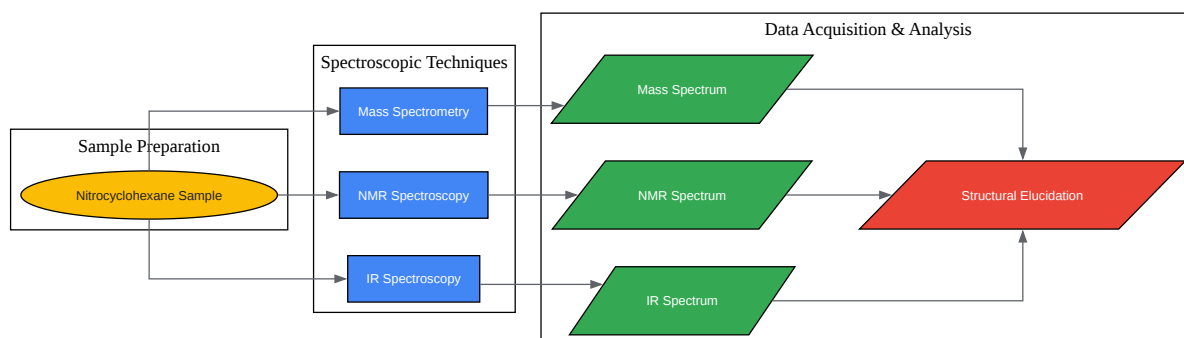 Data Acquisition & Analysis
Spectroscopic Techniques
Mass Spectrum
Mass Spectrometry
Sample Preparation
Nitrocyclohexane Sample
NMR Spectroscopy
NMR Spectrum
Structural Elucidation
IR Spectroscopy
IR Spectrum